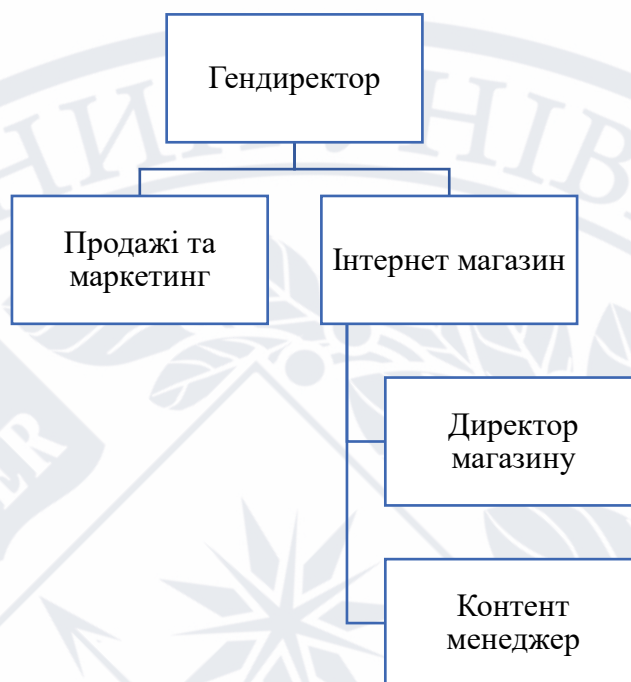 Гендиректор
Продажі та
маркетинг
Інтернет магазин
Директор
магазину
Контент
менеджер